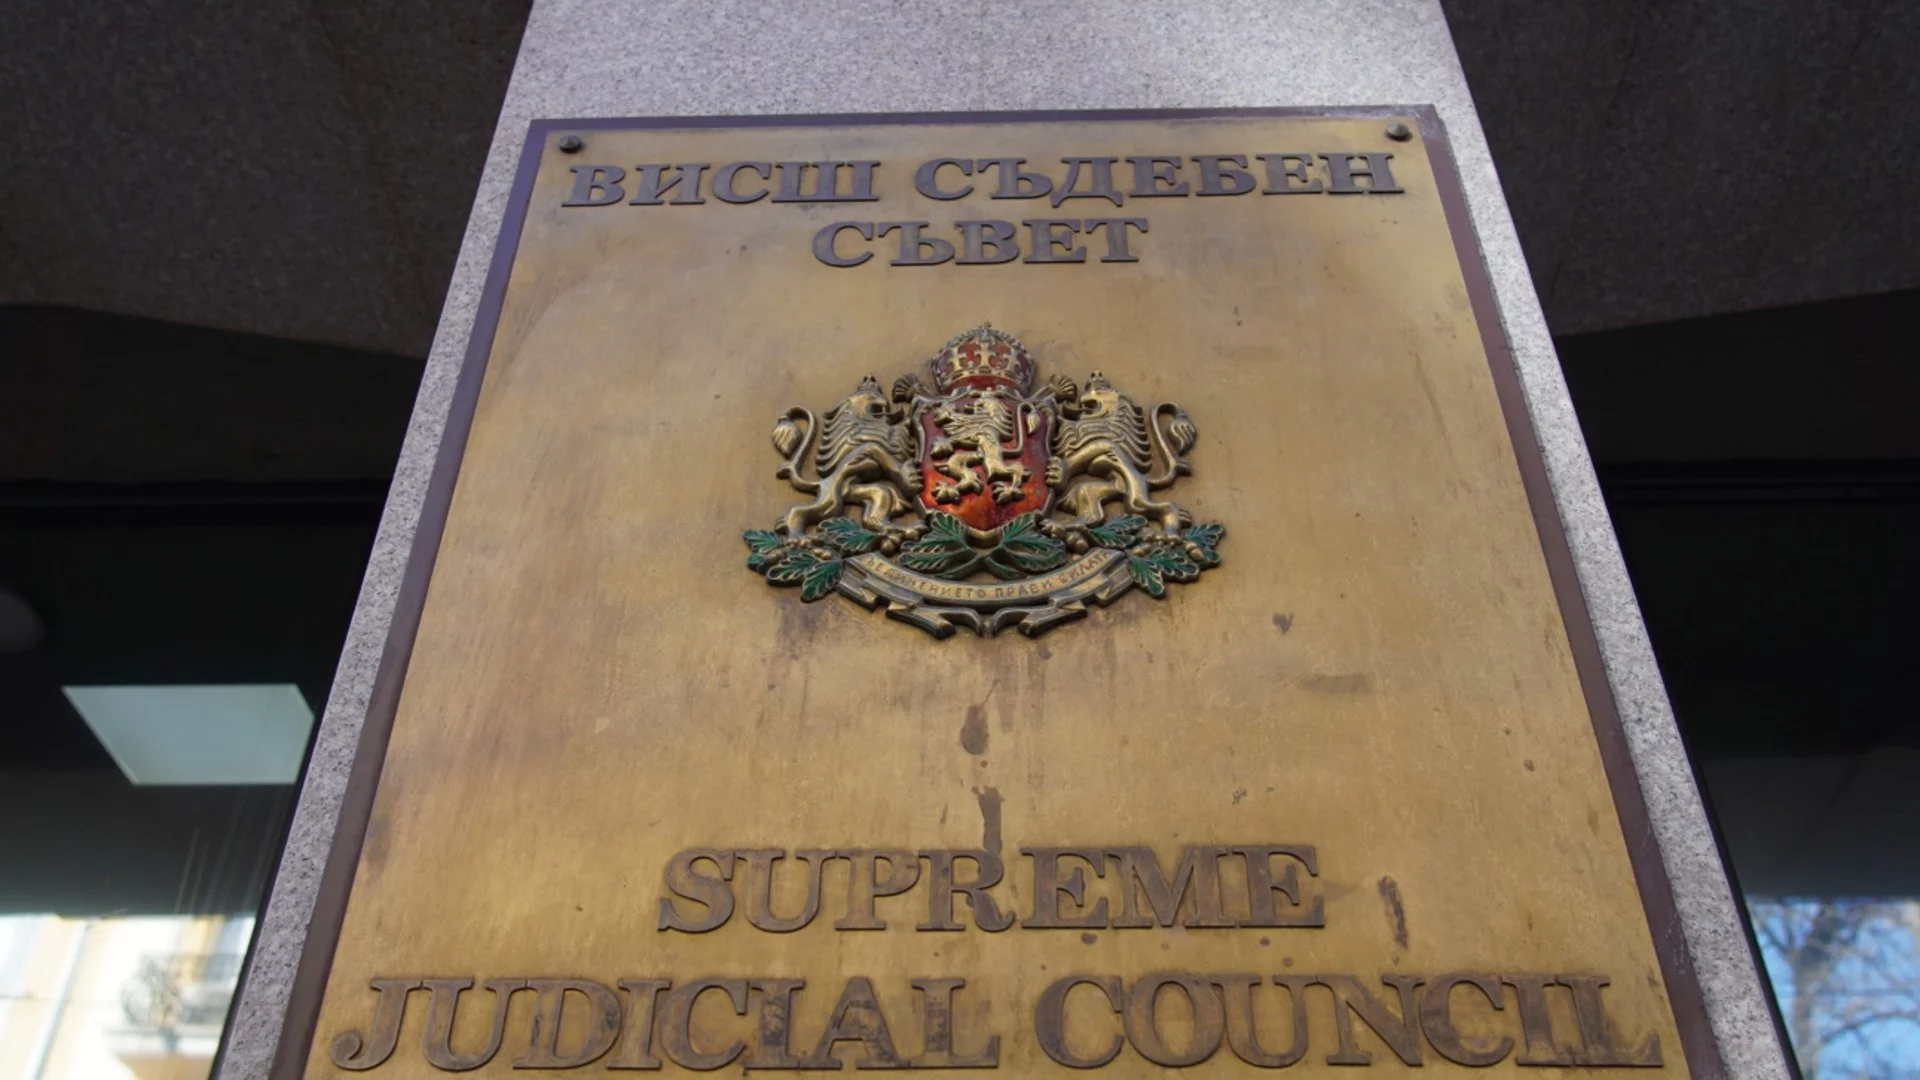 ВИСШ СЪДЕБЕН
СЪВЕТ
СЪЕДИНЕНИЕТО ПРАВИ СИЛАТА
SUPREME
JUDICIAL COUNCIL